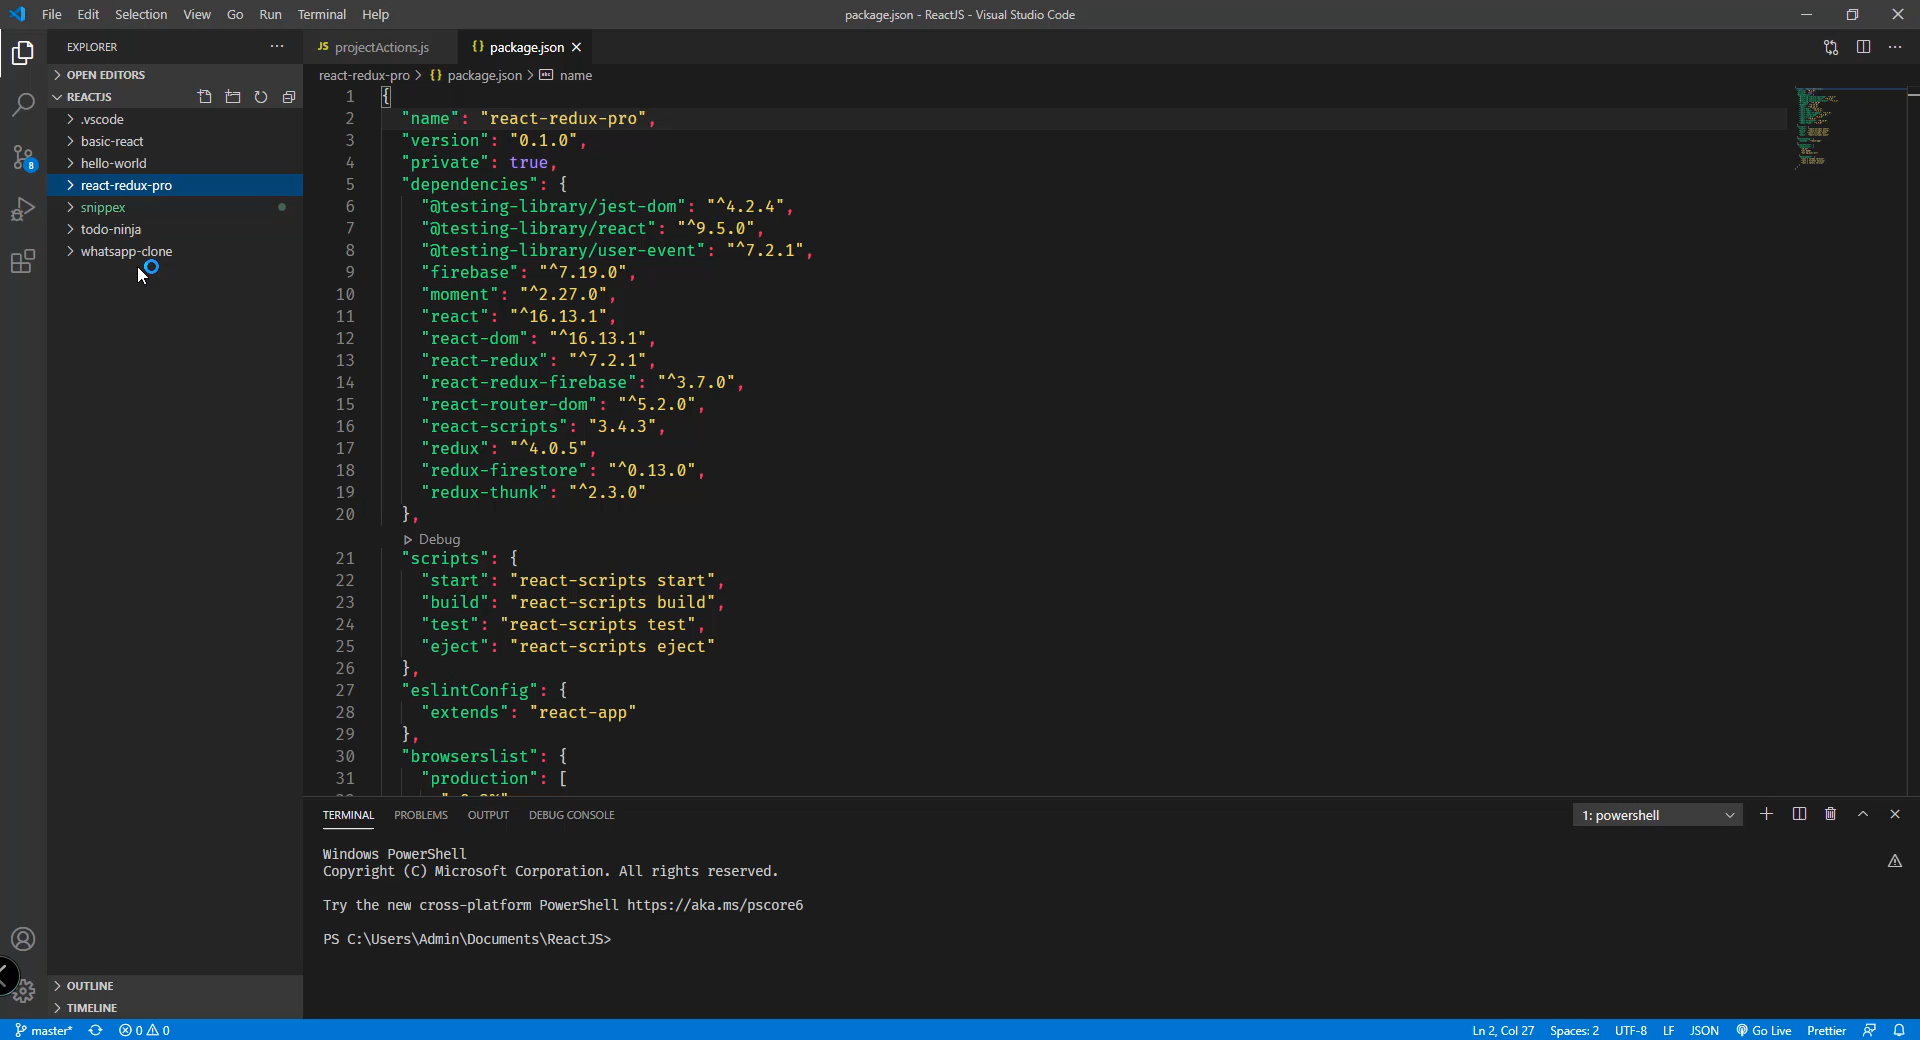 File Edit Selection View Go Run Terminal Help
package.json - ReactJS - Visual Studio Code
EXPLORER
OPEN EDITORS
REACTJS
.vscode
basic-react
hello-world
react-redux-pro
snippex
todo-ninja
whatsapp-clone
OUTLINE
TIMELINE
8
JS projectActions.js
{} package.json
react-redux-pro > {} package.json > abc name
1 {
2 "name": "react-redux-pro",
3 "version": "0.1.0",
4 "private": true,
5 "dependencies": {
6 "@testing-library/jest-dom": "^4.2.4",
7 "@testing-library/react": "^9.5.0",
8 "@testing-library/user-event": "^7.2.1",
9 "firebase": "^7.19.0",
10 "moment": "^2.27.0",
11 "react": "^16.13.1",
12 "react-dom": "^16.13.1",
13 "react-redux": "^7.2.1",
14 "react-redux-firebase": "^3.7.0",
15 "react-router-dom": "^5.2.0",
16 "react-scripts": "3.4.3",
17 "redux": "^4.0.5",
18 "redux-firestore": "^0.13.0",
19 "redux-thunk": "^2.3.0"
20 },
Debug
21 "scripts": {
22 "start": "react-scripts start",
23 "build": "react-scripts build",
24 "test": "react-scripts test",
25 "eject": "react-scripts eject"
26 },
27 "eslintConfig": {
28 "extends": "react-app"
29 },
30 "browserslist": {
31 "production": [
TERMINAL PROBLEMS OUTPUT DEBUG CONSOLE
1: powershell
Windows PowerShell
Copyright (C) Microsoft Corporation. All rights reserved.
Try the new cross-platform PowerShell https://aka.ms/pscore6
PS C:\Users\Admin\Documents\ReactJS>
master* 0 0
Ln 2, Col 27 Spaces: 2 UTF-8 LF JSON Go Live Prettier